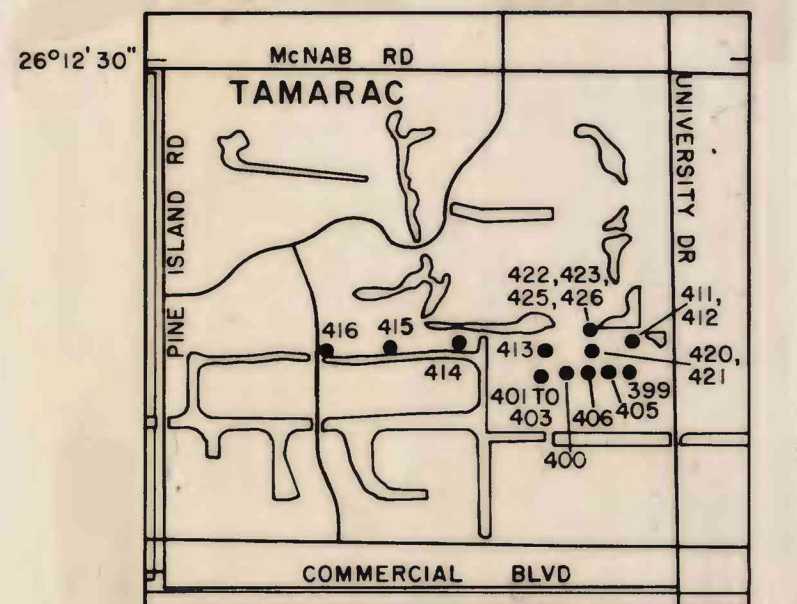 26°12'30"
McNAB RD
TAMARAC
PINE ISLAND RD
UNIVERSITY DR
422, 423,
425, 426
411,
412
416
415
414
413
420,
421
401 TO
403
400
406
405
399
COMMERCIAL BLVD